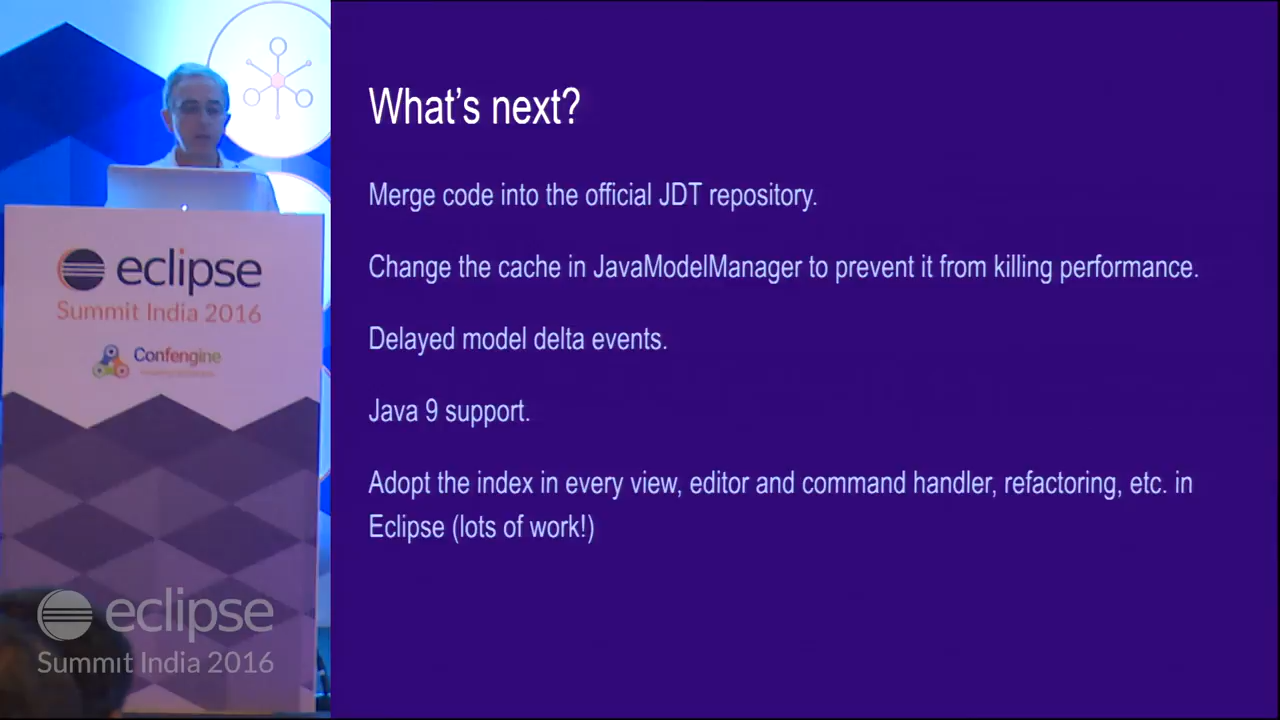 What's next?
Merge code into the official JDT repository.
Change the cache in JavaModelManager to prevent it from killing performance.
Delayed model delta events.
Java 9 support.
Adopt the index in every view, editor and command handler, refactoring, etc. in
Eclipse (lots of work!)
eclipse
Summit India 2016
Confengine
eclipse
Summit India 2016